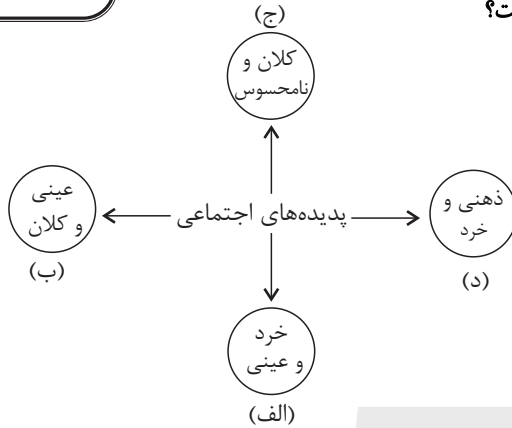 ت؟
(ج)
کلان و
نامحسوس
ذهنی و
خرد
(د)
پدیده‌های اجتماعی
عینی
و کلان
(ب)
خرد
و عینی
(الف)